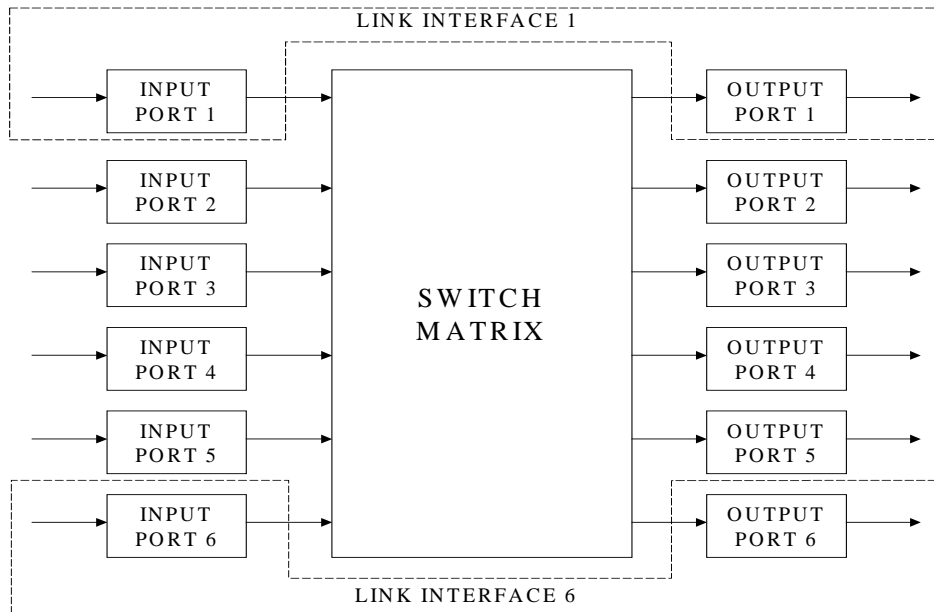 LINK INTERFACE 1
INPUT
PORT 1
OUTPUT
PORT 1
INPUT
PORT 2
OUTPUT
PORT 2
INPUT
PORT 3
OUTPUT
PORT 3
SWITCH
MATRIX
INPUT
PORT 4
OUTPUT
PORT 4
INPUT
PORT 5
OUTPUT
PORT 5
INPUT
PORT 6
OUTPUT
PORT 6
LINK INTERFACE 6